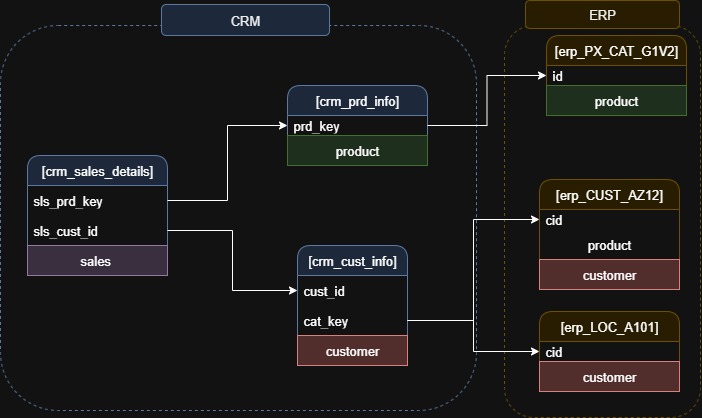 CRM
ERP
[erp_PX_CAT_G1V2]
id
product
[crm_prd_info]
prd_key
product
[crm_sales_details]
sls_prd_key
sls_cust_id
sales
[erp_CUST_AZ12]
cid
product
customer
[crm_cust_info]
cust_id
cat_key
customer
[erp_LOC_A101]
cid
customer